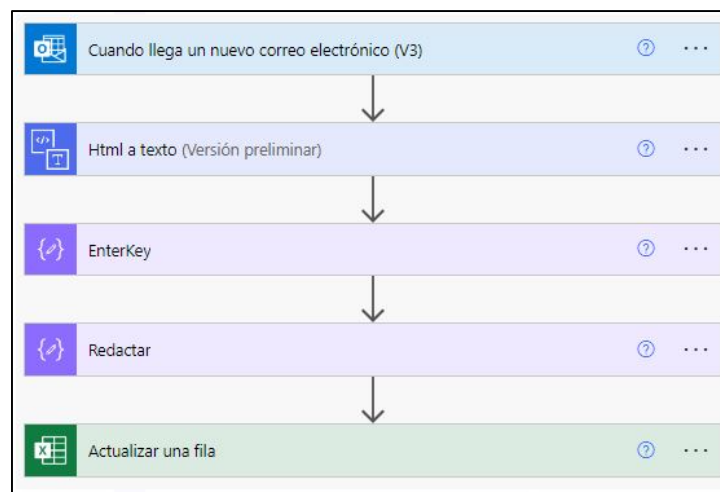 Cuando llega un nuevo correo electrónico (V3)
Html a texto (Versión preliminar)
EnterKey
Redactar
Actualizar una fila